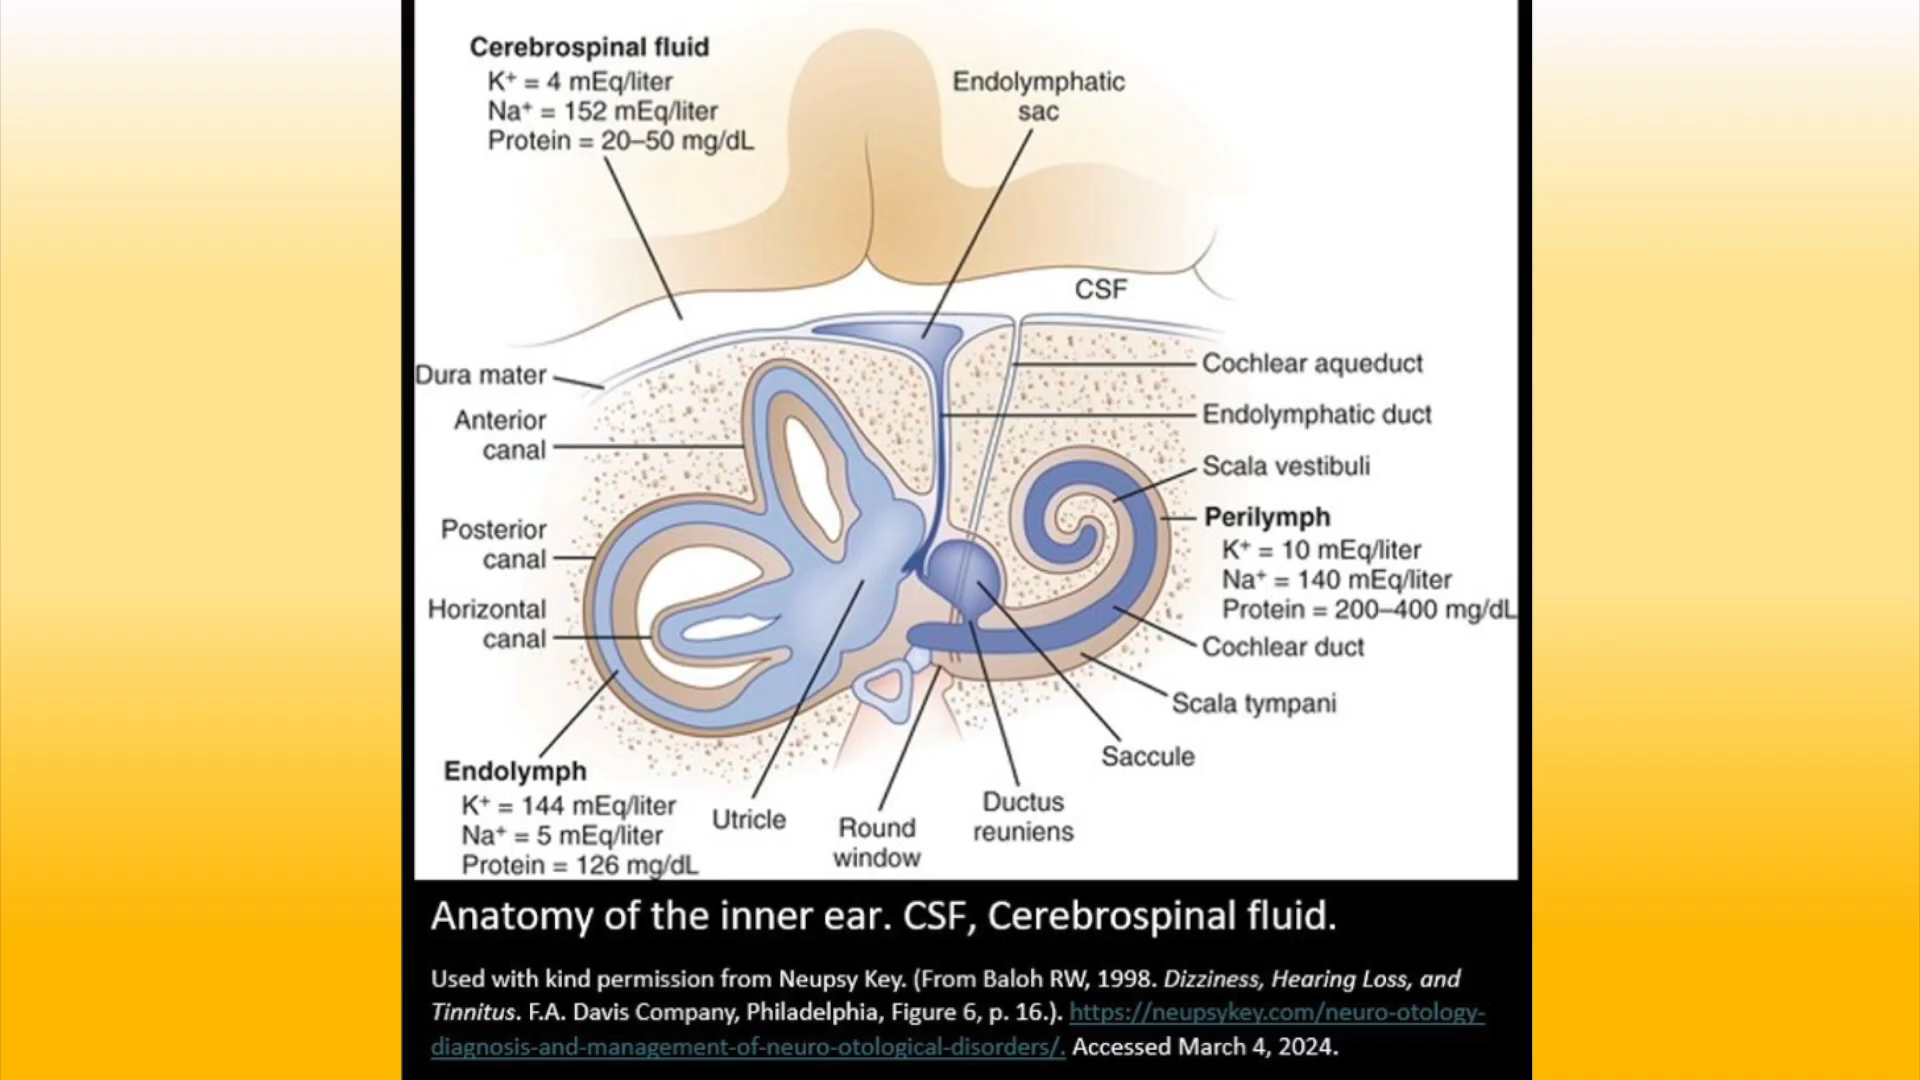 Cerebrospinal fluid
K⁺ = 4 mEq/liter
Na⁺ = 152 mEq/liter
Protein = 20–50 mg/dL
Endolymphatic
sac
CSF
Dura mater
Anterior
canal
Posterior
canal
Horizontal
canal
Cochlear aqueduct
Endolymphatic duct
Scala vestibuli
Perilymph
K⁺ = 10 mEq/liter
Na⁺ = 140 mEq/liter
Protein = 200–400 mg/dL
Cochlear duct
Scala tympani
Saccule
Ductus
reuniens
Round
window
Utricle
Endolymph
K⁺ = 144 mEq/liter
Na⁺ = 5 mEq/liter
Protein = 126 mg/dL
Anatomy of the inner ear. CSF, Cerebrospinal fluid.
Used with kind permission from Neupsy Key. (From Baloh RW, 1998. Dizziness, Hearing Loss, and
Tinnitus. F.A. Davis Company, Philadelphia, Figure 6, p. 16.). https://neupsykey.com/neuro-otology-
diagnosis-and-management-of-neuro-otological-disorders/. Accessed March 4, 2024.